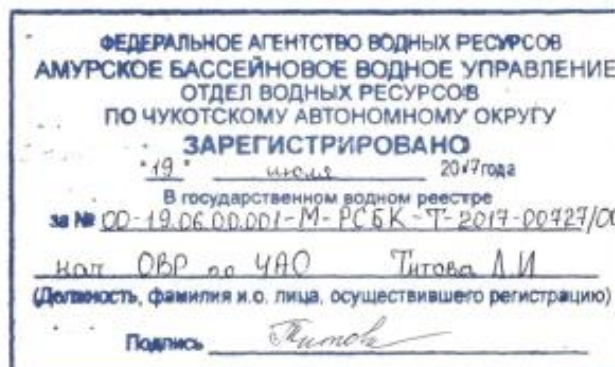 ФЕДЕРАЛЬНОЕ АГЕНТСТВО ВОДНЫХ РЕСУРСОВ
АМУРСКОЕ БАССЕЙНОВОЕ ВОДНОЕ УПРАВЛЕНИЕ
ОТДЕЛ ВОДНЫХ РЕСУРСОВ
ПО ЧУКОТСКОМУ АВТОНОМНОМУ ОКРУГУ
ЗАРЕГИСТРИРОВАНО
"19" июля 2017 года
В государственном водном реестре
за № 00-19.06.00.001-М-РСБК-Т-2017-00727/00
нач ОВР по ЧАО Титова Л.И
(Должность, фамилия и.о. лица, осуществившего регистрацию)
Подпись Титова